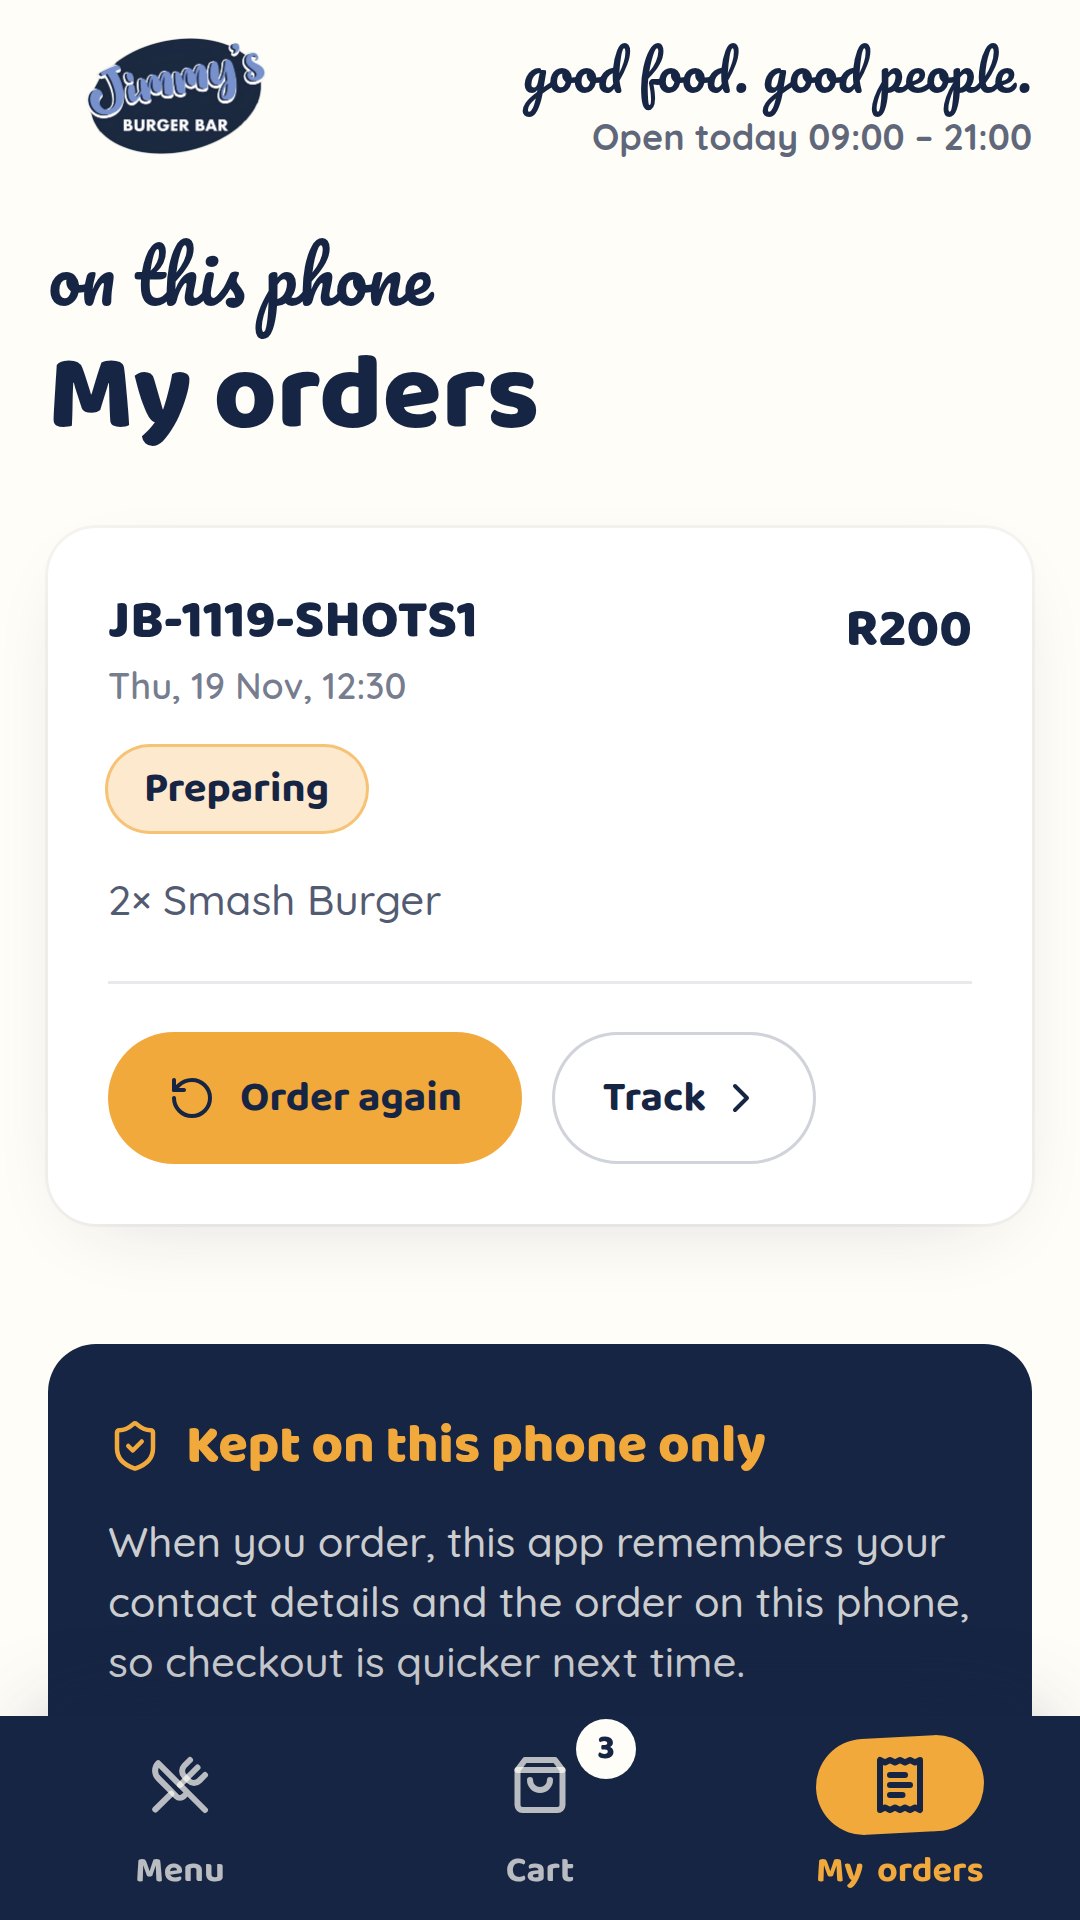 Jimmy's
BURGER BAR
good food. good people.
Open today 09:00 – 21:00
on this phone
My orders
JB-1119-SHOTS1
R200
Thu, 19 Nov, 12:30
Preparing
2× Smash Burger
Order again
Track
Kept on this phone only
When you order, this app remembers your
contact details and the order on this phone,
so checkout is quicker next time.
3
Menu
Cart
My orders